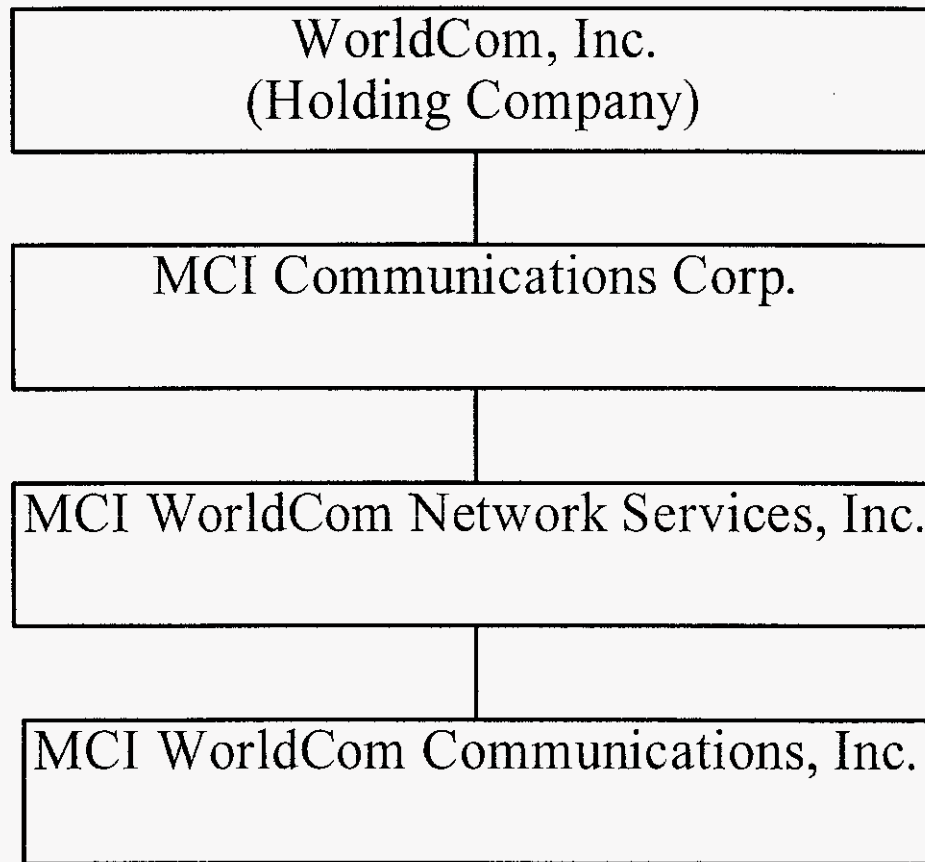 WorldCom, Inc.
(Holding Company)
MCI Communications Corp.
MCI WorldCom Network Services, Inc.
MCI WorldCom Communications, Inc.